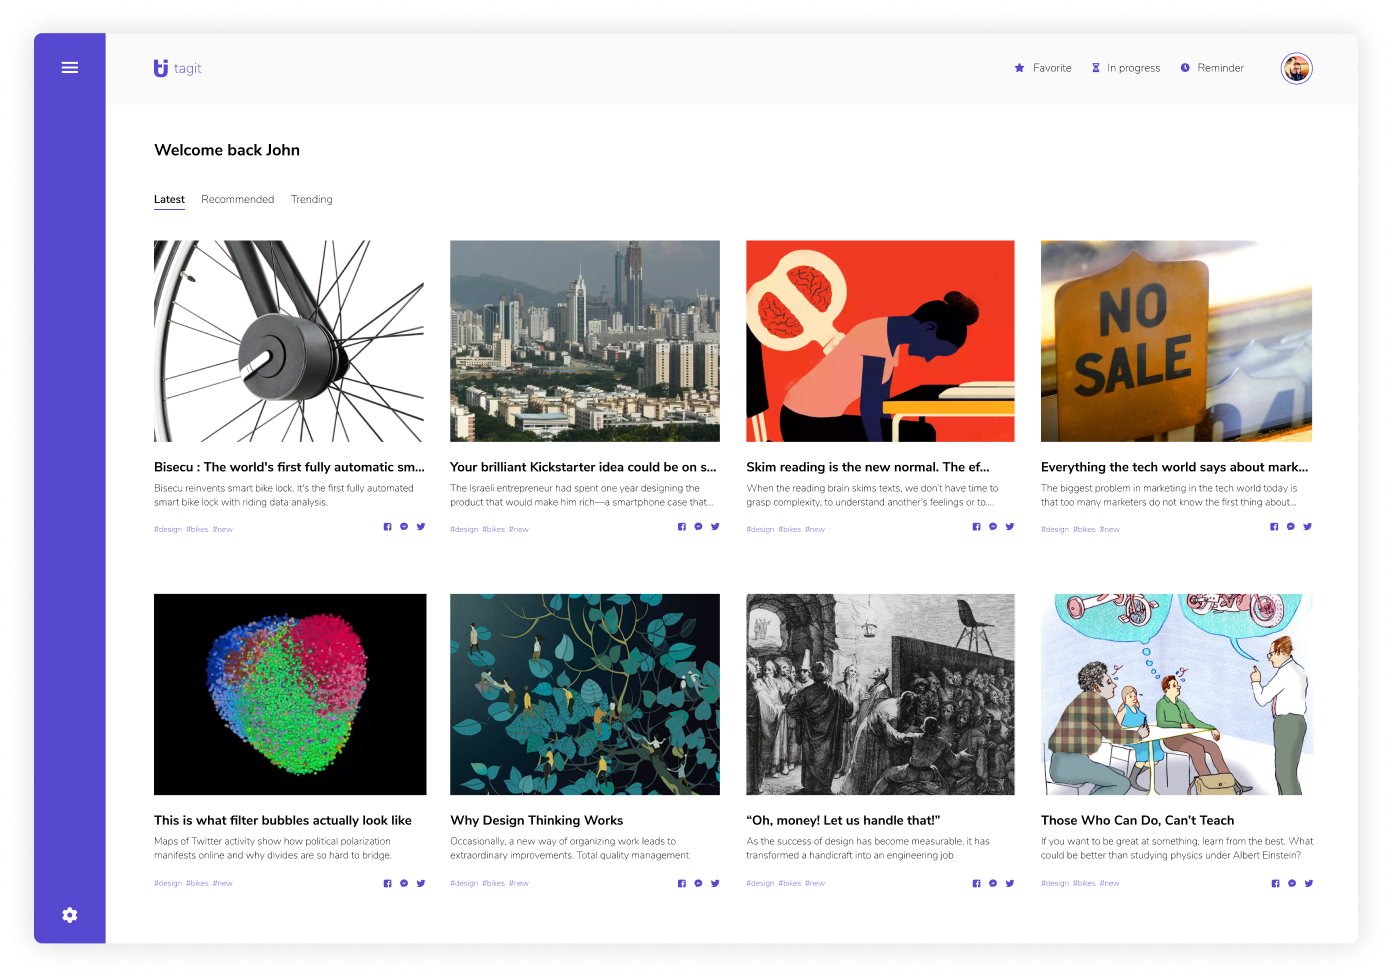 tagit
Favorite
In progress
Reminder
Welcome back John
Latest
Recommended
Trending
NO
SALE
Bisecu : The world's first fully automatic sm...
Bisecu reinvents smart bike lock. It's the first fully automated
smart bike lock with riding data analysis.
#design #bikes #new
Your brilliant Kickstarter idea could be on s...
The Israeli entrepreneur had spent one year designing the
product that would make him rich—a smartphone case that...
#design #bikes #new
Skim reading is the new normal. The ef...
When the reading brain skims texts, we don't have time to
grasp complexity, to understand another's feelings or to....
#design #bikes #new
Everything the tech world says about mark...
The biggest problem in marketing in the tech world today is
that too many marketers do not know the first thing about...
#design #bikes #new
This is what filter bubbles actually look like
Maps of Twitter activity show how political polarization
manifests online and why divides are so hard to bridge.
#design #bikes #new
Why Design Thinking Works
Occasionally, a new way of organizing work leads to
extraordinary improvements. Total quality management
#design #bikes #new
“Oh, money! Let us handle that!”
As the success of design has become measurable, it has
transformed a handicraft into an engineering job
#design #bikes #new
Those Who Can Do, Can't Teach
If you want to be great at something, learn from the best. What
could be better than studying physics under Albert Einstein?
#design #bikes #new